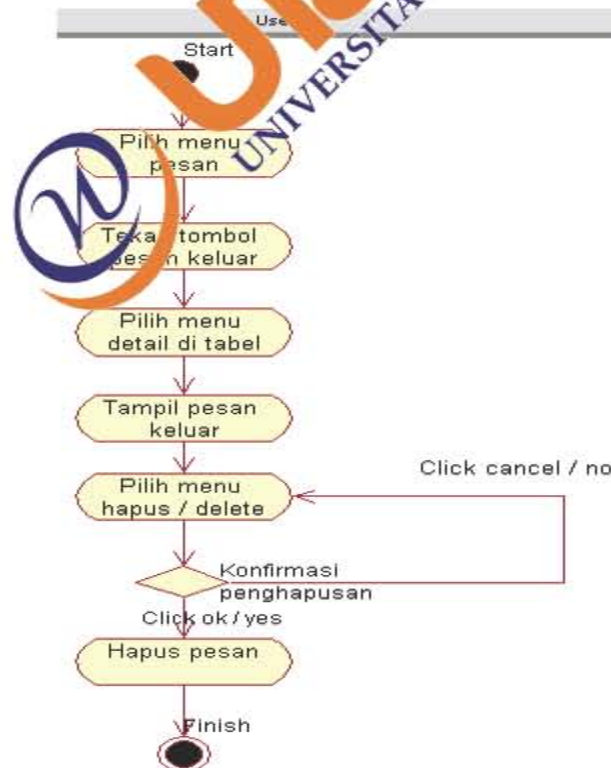 Start
UNIVERSITA
Pilih menu
pesan
Tekan tombol
pesan keluar
Pilih menu
detail di tabel
Tampil pesan
keluar
Click cancel / no
Pilih menu
hapus / delete
Konfirmasi
penghapusan
Click ok / yes
Hapus pesan
Finish